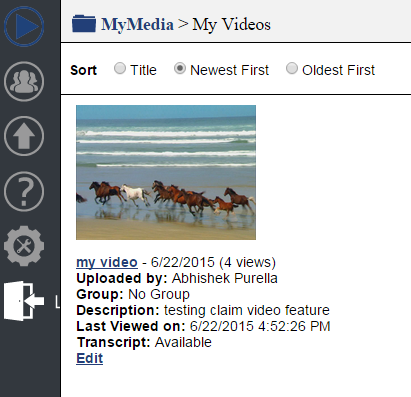 MyMedia > My Videos
Sort Title Newest First Oldest First
my video - 6/22/2015 (4 views)
Uploaded by: Abhishek Purella
Group: No Group
Description: testing claim video feature
Last Viewed on: 6/22/2015 4:52:26 PM
Transcript: Available
Edit